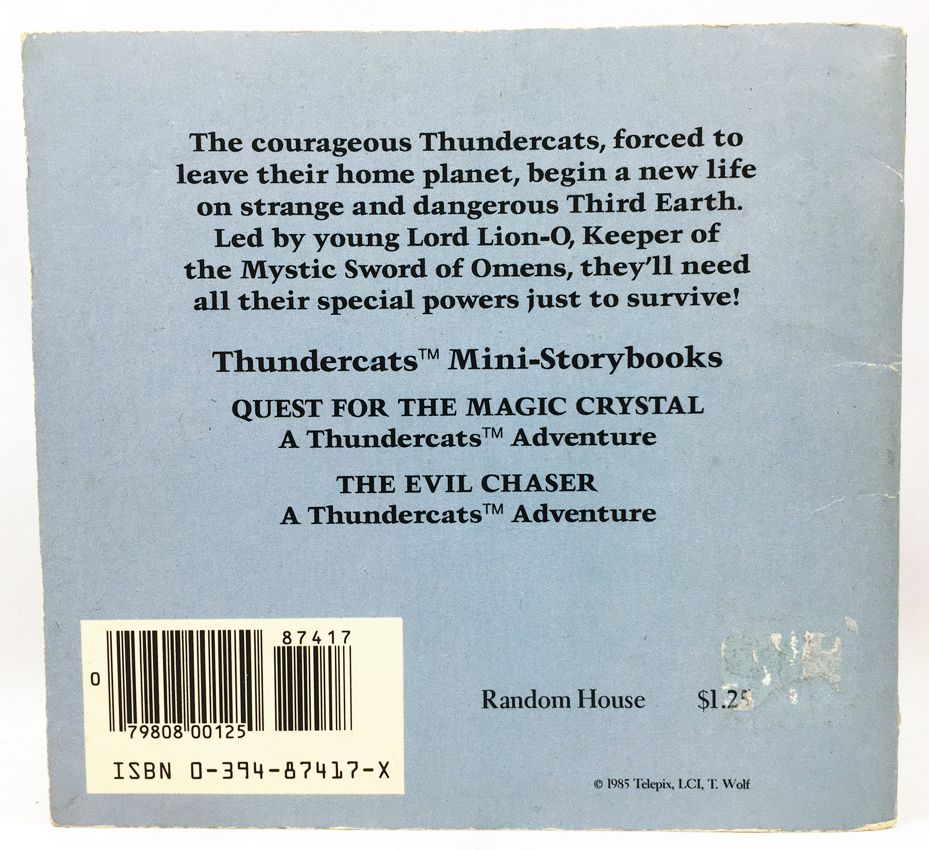 The courageous Thundercats, forced to
leave their home planet, begin a new life
on strange and dangerous Third Earth.
Led by young Lord Lion-O, Keeper of
the Mystic Sword of Omens, they'll need
all their special powers just to survive!
Thundercats™ Mini-Storybooks
QUEST FOR THE MAGIC CRYSTAL
A Thundercats™ Adventure
THE EVIL CHASER
A Thundercats™ Adventure
87417
0
79808 00125
ISBN 0-394-87417-X
Random House $1.25
© 1985 Telepix, LCI, T. Wolf